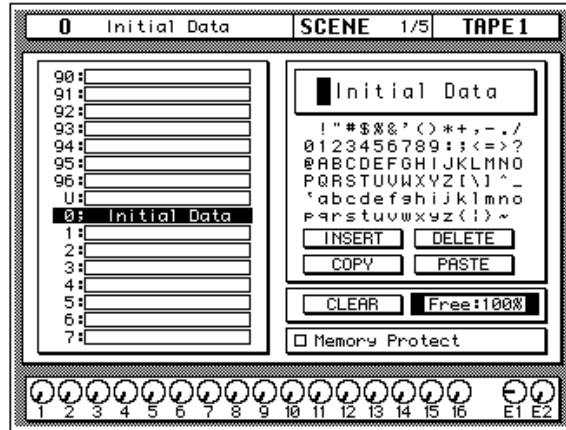 0 Initial Data SCENE 1/5 TAPE 1
90:
91:
92:
93:
94:
95:
96:
U:
0; Initial Data
1:
2:
3:
4:
5:
6:
7:
Initial Data
!"#$%&'()*+,-./
0123456789:;<=>?
@ABCDEFGHIJKLMNO
PQRSTUVWXYZ[\]^_
`abcdefghijklmno
pqrstuvwxyz{|}~
INSERT DELETE
COPY PASTE
CLEAR Free:100%
Memory Protect
1 2 3 4 5 6 7 8 9 10 11 12 13 14 15 16 E1 E2